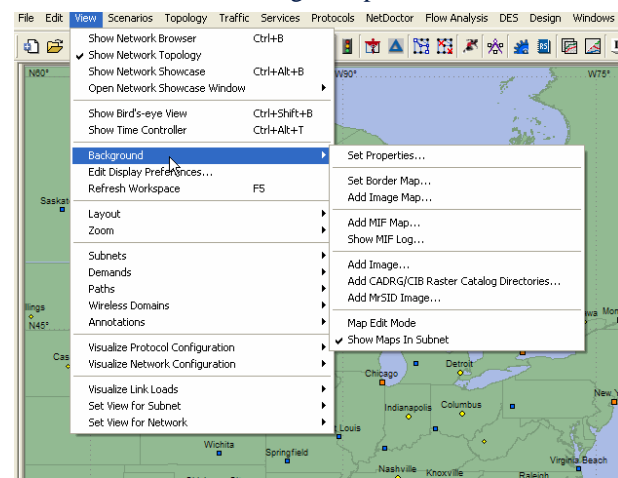 File Edit View Scenarios Topology Traffic Services Protocols NetDoctor Flow Analysis DES Design Windows
Show Network Browser Ctrl+B
Show Network Topology
Show Network Showcase Ctrl+Alt+B
Open Network Showcase Window
Show Bird's-eye View Ctrl+Shift+B
Show Time Controller Ctrl+Alt+T
Background
Edit Display Preferences...
Refresh Workspace F5
Layout
Zoom
Subnets
Demands
Paths
Wireless Domains
Annotations
Visualize Protocol Configuration
Visualize Network Configuration
Visualize Link Loads
Set View for Subnet
Set View for Network
Set Properties...
Set Border Map...
Add Image Map...
Add MIF Map...
Show MIF Log...
Add Image...
Add CADRG/CIB Raster Catalog Directories...
Add MrSID Image...
Map Edit Mode
Show Maps In Subnet
N60°
W90°
W75°
Saskat
llings
N45°
Cas
wa Mon
Chicago
Detroit
New Y
Indianapolis
Columbus
Louis
Wichita
Springfield
Nashville
Knoxville
Virginia Beach
Raleigh